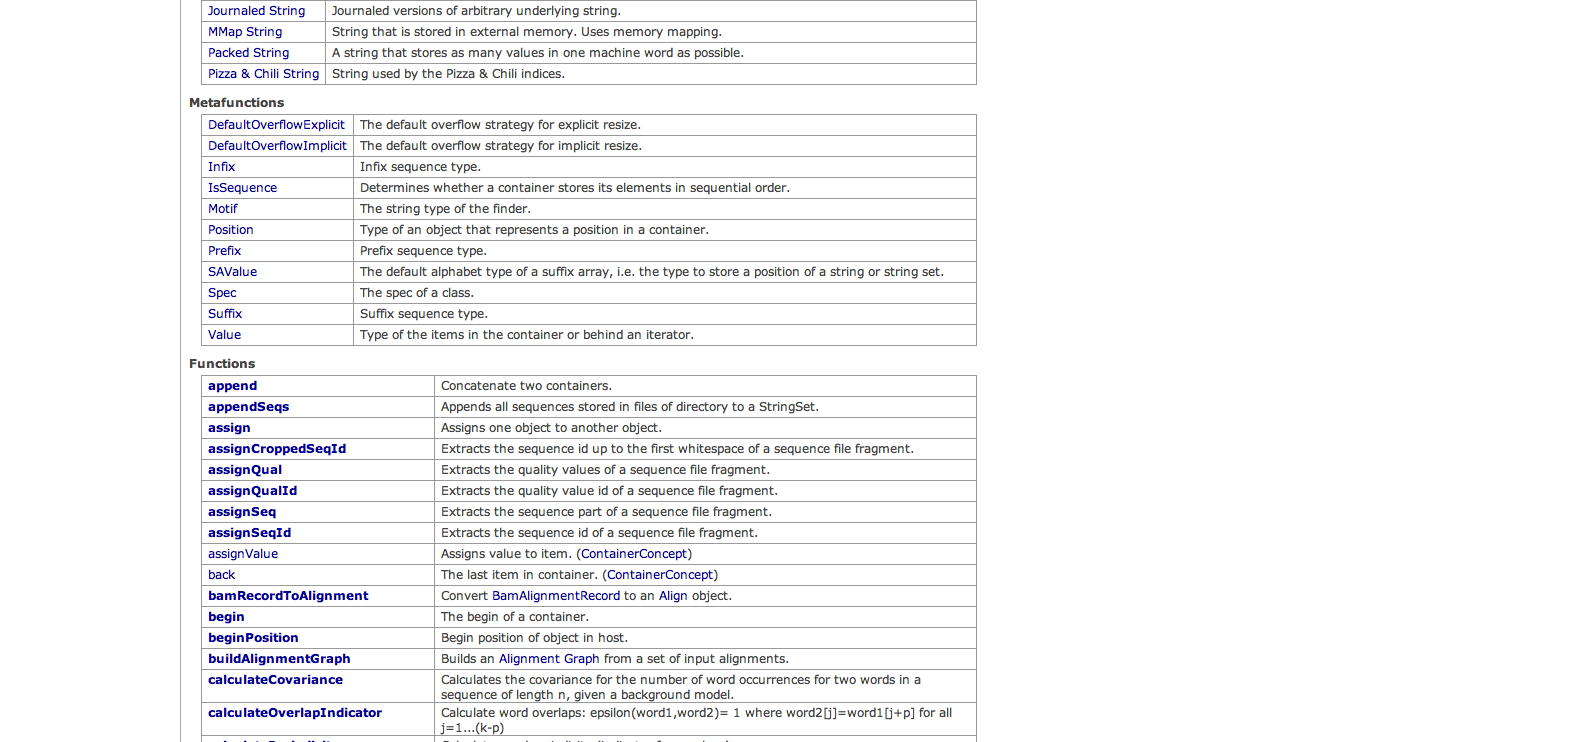 Journaled String Journaled versions of arbitrary underlying string.
MMap String String that is stored in external memory. Uses memory mapping.
Packed String A string that stores as many values in one machine word as possible.
Pizza & Chili String String used by the Pizza & Chili indices.
Metafunctions
DefaultOverflowExplicit The default overflow strategy for explicit resize.
DefaultOverflowImplicit The default overflow strategy for implicit resize.
Infix Infix sequence type.
IsSequence Determines whether a container stores its elements in sequential order.
Motif The string type of the finder.
Position Type of an object that represents a position in a container.
Prefix Prefix sequence type.
SAValue The default alphabet type of a suffix array, i.e. the type to store a position of a string or string set.
Spec The spec of a class.
Suffix Suffix sequence type.
Value Type of the items in the container or behind an iterator.
Functions
append Concatenate two containers.
appendSeqs Appends all sequences stored in files of directory to a StringSet.
assign Assigns one object to another object.
assignCroppedSeqId Extracts the sequence id up to the first whitespace of a sequence file fragment.
assignQual Extracts the quality values of a sequence file fragment.
assignQualId Extracts the quality value id of a sequence file fragment.
assignSeq Extracts the sequence part of a sequence file fragment.
assignSeqId Extracts the sequence id of a sequence file fragment.
assignValue Assigns value to item. (ContainerConcept)
back The last item in container. (ContainerConcept)
bamRecordToAlignment Convert BamAlignmentRecord to an Align object.
begin The begin of a container.
beginPosition Begin position of object in host.
buildAlignmentGraph Builds an Alignment Graph from a set of input alignments.
calculateCovariance Calculates the covariance for the number of word occurrences for two words in a
sequence of length n, given a background model.
calculateOverlapIndicator Calculate word overlaps: epsilon(word1,word2)= 1 where word2[j]=word1[j+p] for all
j=1...(k-p)